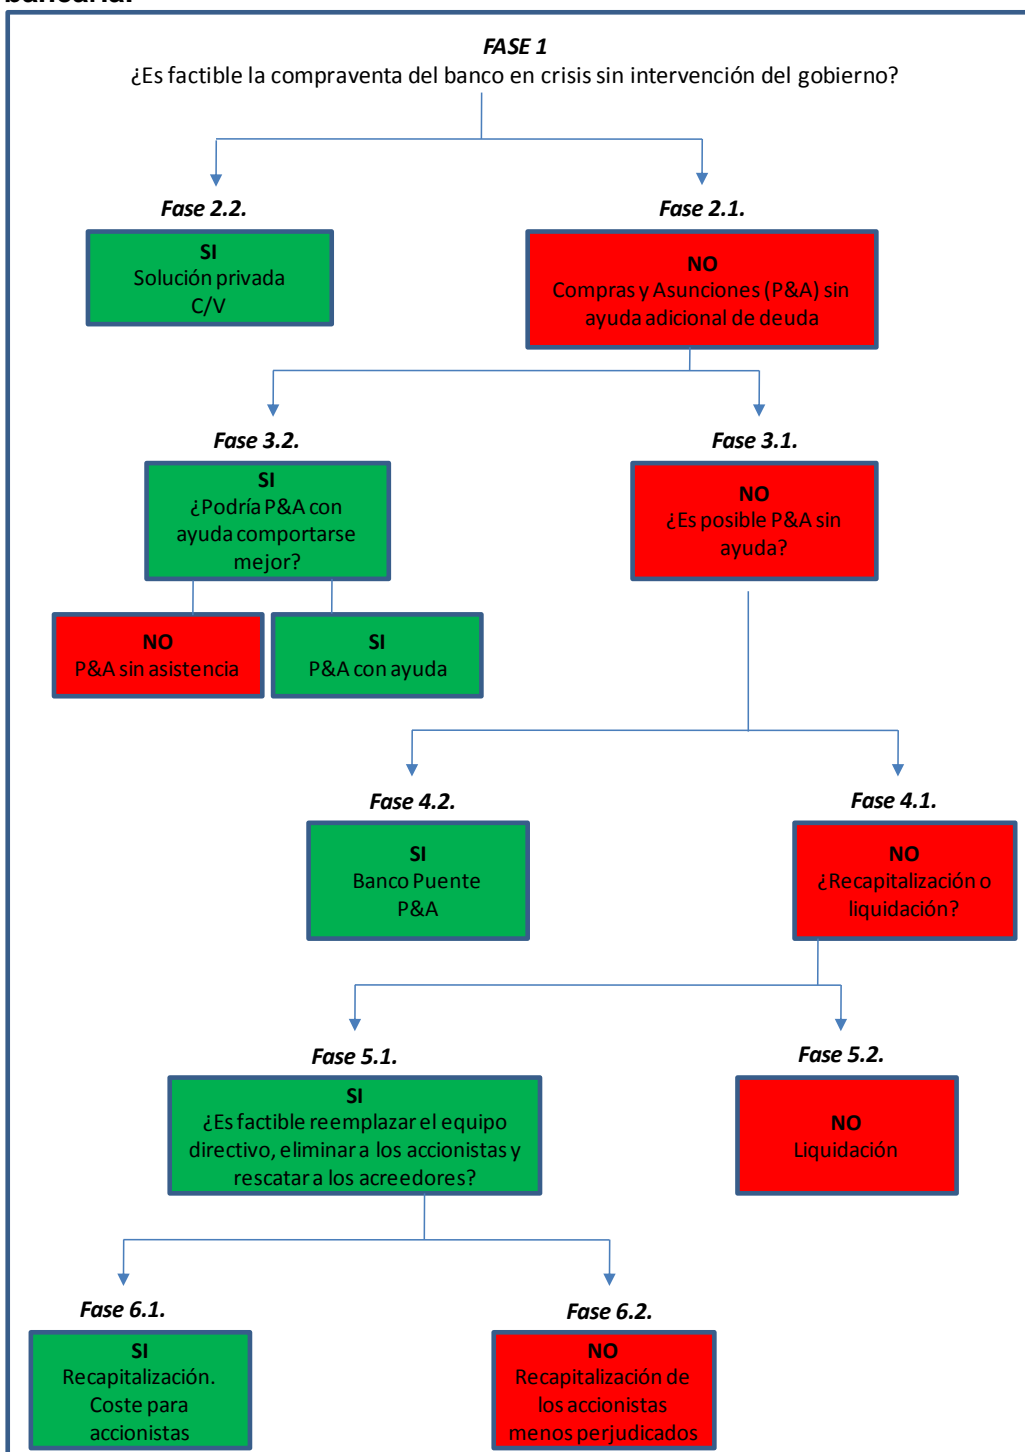 bancaria.
FASE 1
¿Es factible la compraventa del banco en crisis sin intervención del gobierno?
Fase 2.2.
Fase 2.1.
SI
Solución privada
C/V
NO
Compras y Asunciones (P&A) sin
ayuda adicional de deuda
Fase 3.2.
Fase 3.1.
SI
¿Podría P&A con
ayuda comportarse
mejor?
NO
¿Es posible P&A sin
ayuda?
NO
P&A sin asistencia
SI
P&A con ayuda
Fase 4.2.
Fase 4.1.
SI
Banco Puente
P&A
NO
¿Recapitalización o
liquidación?
Fase 5.1.
Fase 5.2.
SI
¿Es factible reemplazar el equipo
directivo, eliminar a los accionistas y
rescatar a los acreedores?
NO
Liquidación
Fase 6.1.
Fase 6.2.
SI
Recapitalización.
Coste para
accionistas
NO
Recapitalización de
los accionistas
menos perjudicados